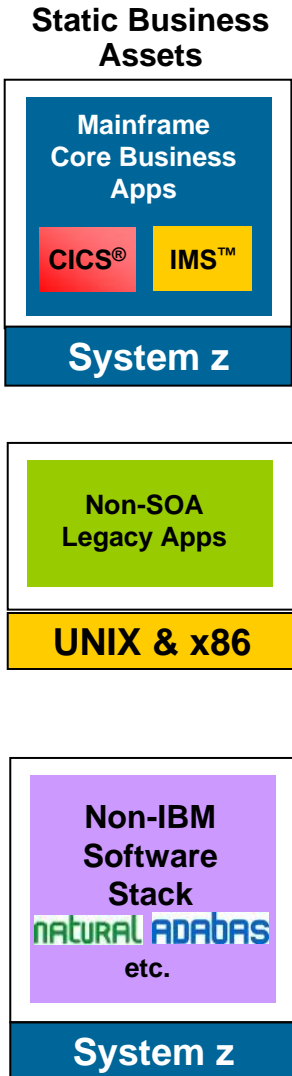 Static Business
Assets
Mainframe
Core Business
Apps
CICS® IMS™
System z
Non-SOA
Legacy Apps
UNIX & x86
Non-IBM
Software
Stack
natural ADABAS
etc.
System z